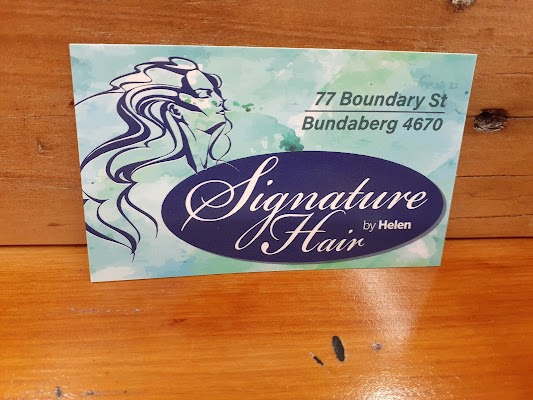 77 Boundary St
Bundaberg 4670
Signature
Hair by Helen